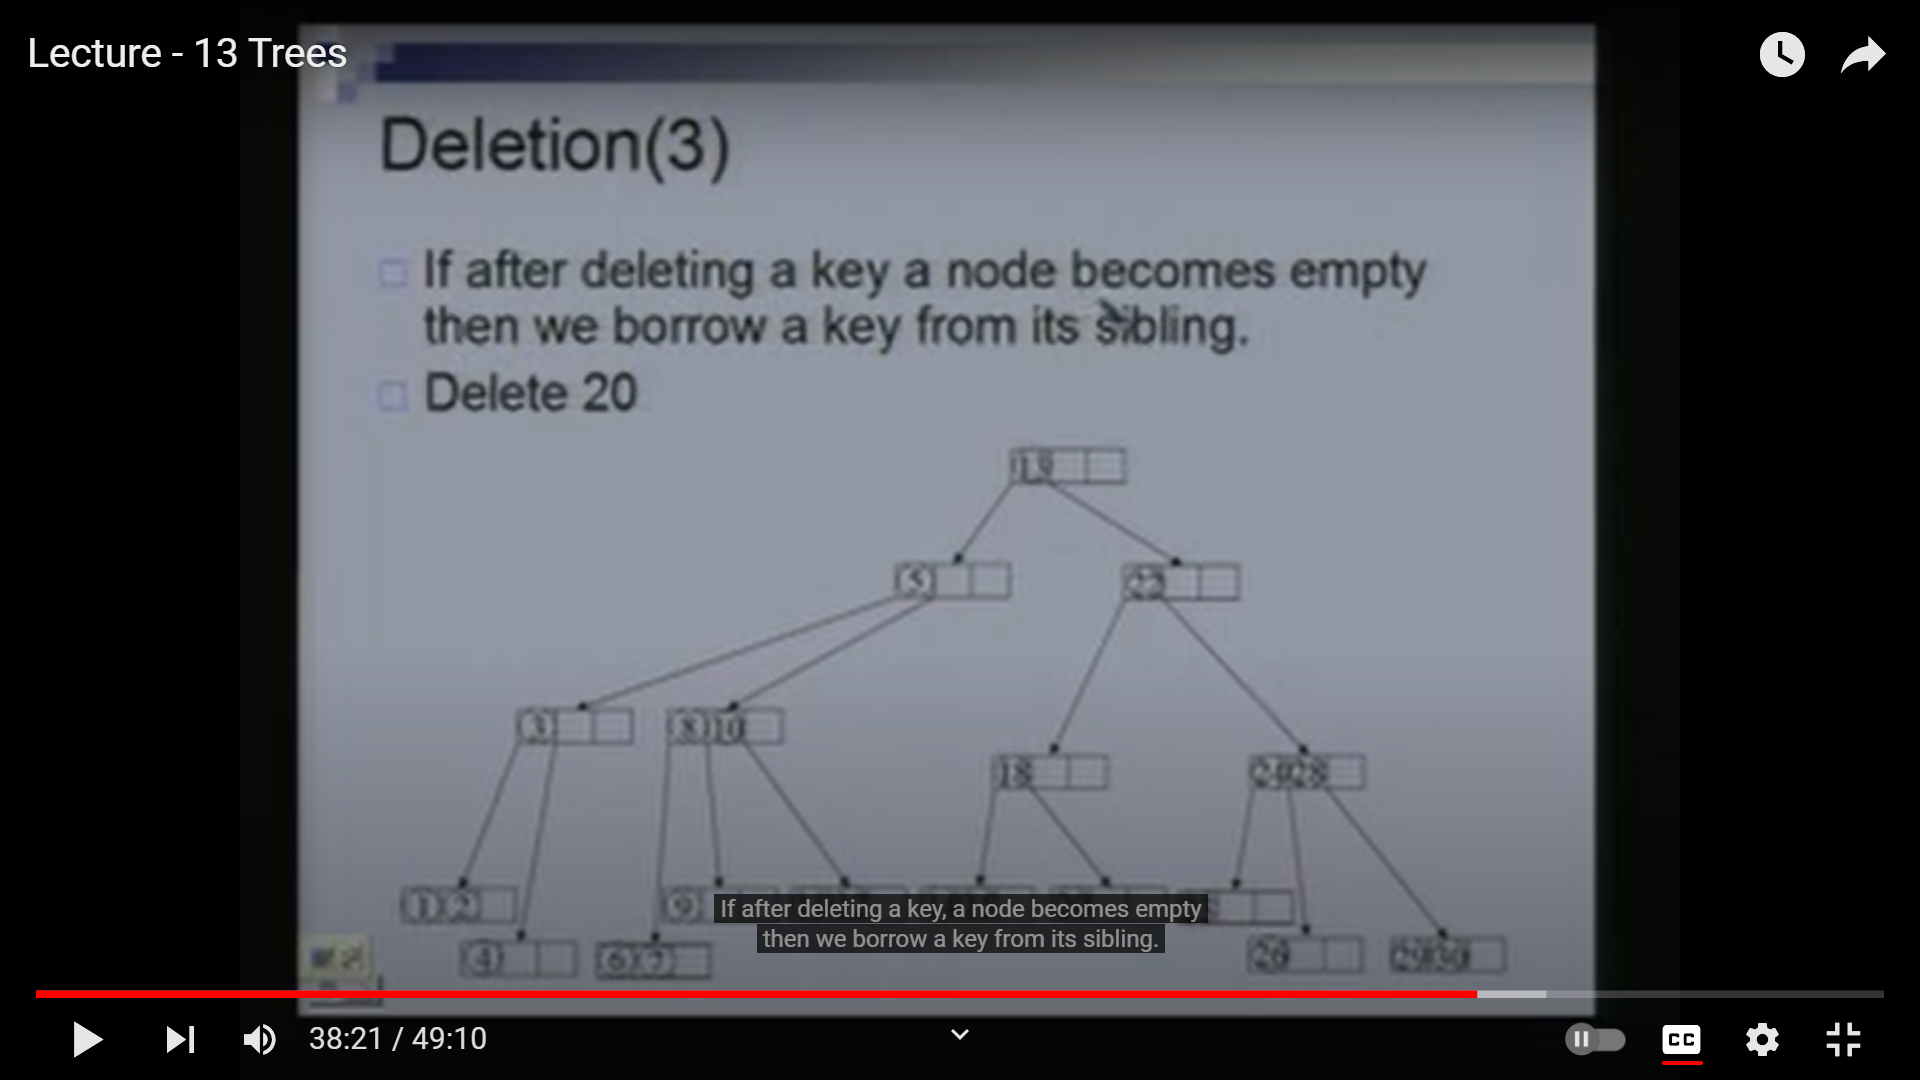 Lecture - 13 Trees
Deletion(3)
If after deleting a key a node becomes empty
then we borrow a key from its sibling.
Delete 20
13
5 22
3 8 10
18 24 28
1 2 9
If after deleting a key, a node becomes empty
then we borrow a key from its sibling.
4 6 7 26 29 30
38:21 / 49:10
CC